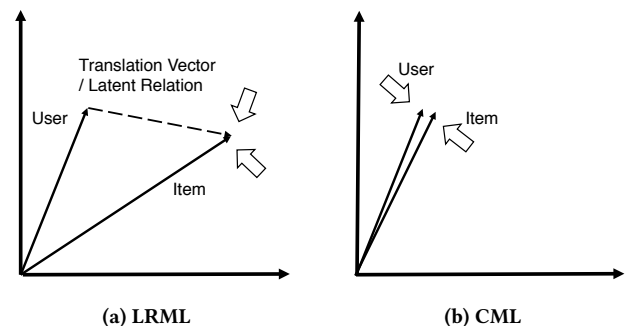 Translation Vector
/ Latent Relation
User
Item
(a) LRML
User
Item
(b) CML